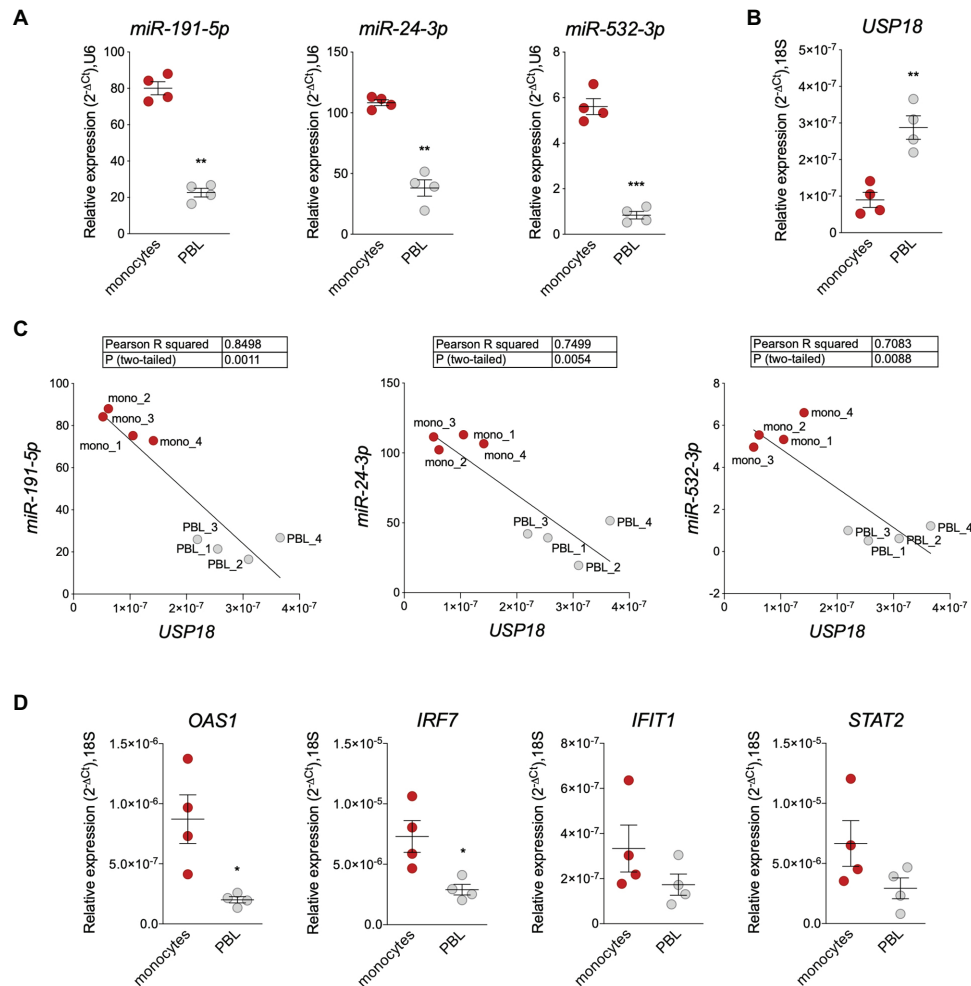 A
miR-191-5p
Relative expression (2-ΔCt),U6
100
80
60
40
20
0
**
monocytes
PBL
miR-24-3p
Relative expression (2-ΔCt),U6
150
100
50
0
**
monocytes
PBL
miR-532-3p
Relative expression (2-ΔCt),U6
8
6
4
2
0
***
monocytes
PBL
B
USP18
Relative expression (2-ΔCt),18S
5×10-7
4×10-7
3×10-7
2×10-7
1×10-7
0
**
monocytes
PBL
C
Pearson R squared 0.8498
P (two-tailed) 0.0011
miR-191-5p
100
80
60
40
20
0
mono_2
mono_3
mono_1
mono_4
PBL_3
PBL_1
PBL_2
PBL_4
0 1×10-7 2×10-7 3×10-7 4×10-7
USP18
Pearson R squared 0.7499
P (two-tailed) 0.0054
miR-24-3p
150
100
50
0
mono_3
mono_1
mono_2
mono_4
PBL_3
PBL_4
PBL_1
PBL_2
0 1×10-7 2×10-7 3×10-7 4×10-7
USP18
Pearson R squared 0.7083
P (two-tailed) 0.0088
miR-532-3p
6
4
2
0
-2
mono_4
mono_2
mono_1
mono_3
PBL_3
PBL_4
PBL_1
PBL_2
0 1×10-7 2×10-7 3×10-7 4×10-7
USP18
D
OAS1
Relative expression (2-ΔCt),18S
1.5×10-6
1.0×10-6
5.0×10-7
0.0
*
monocytes
PBL
IRF7
Relative expression (2-ΔCt),18S
1.5×10-5
1.0×10-5
5.0×10-6
0.0
*
monocytes
PBL
IFIT1
Relative expression (2-ΔCt),18S
8×10-7
6×10-7
4×10-7
2×10-7
0
monocytes
PBL
STAT2
Relative expression (2-ΔCt),18S
1.5×10-5
1.0×10-5
5.0×10-6
0.0
monocytes
PBL